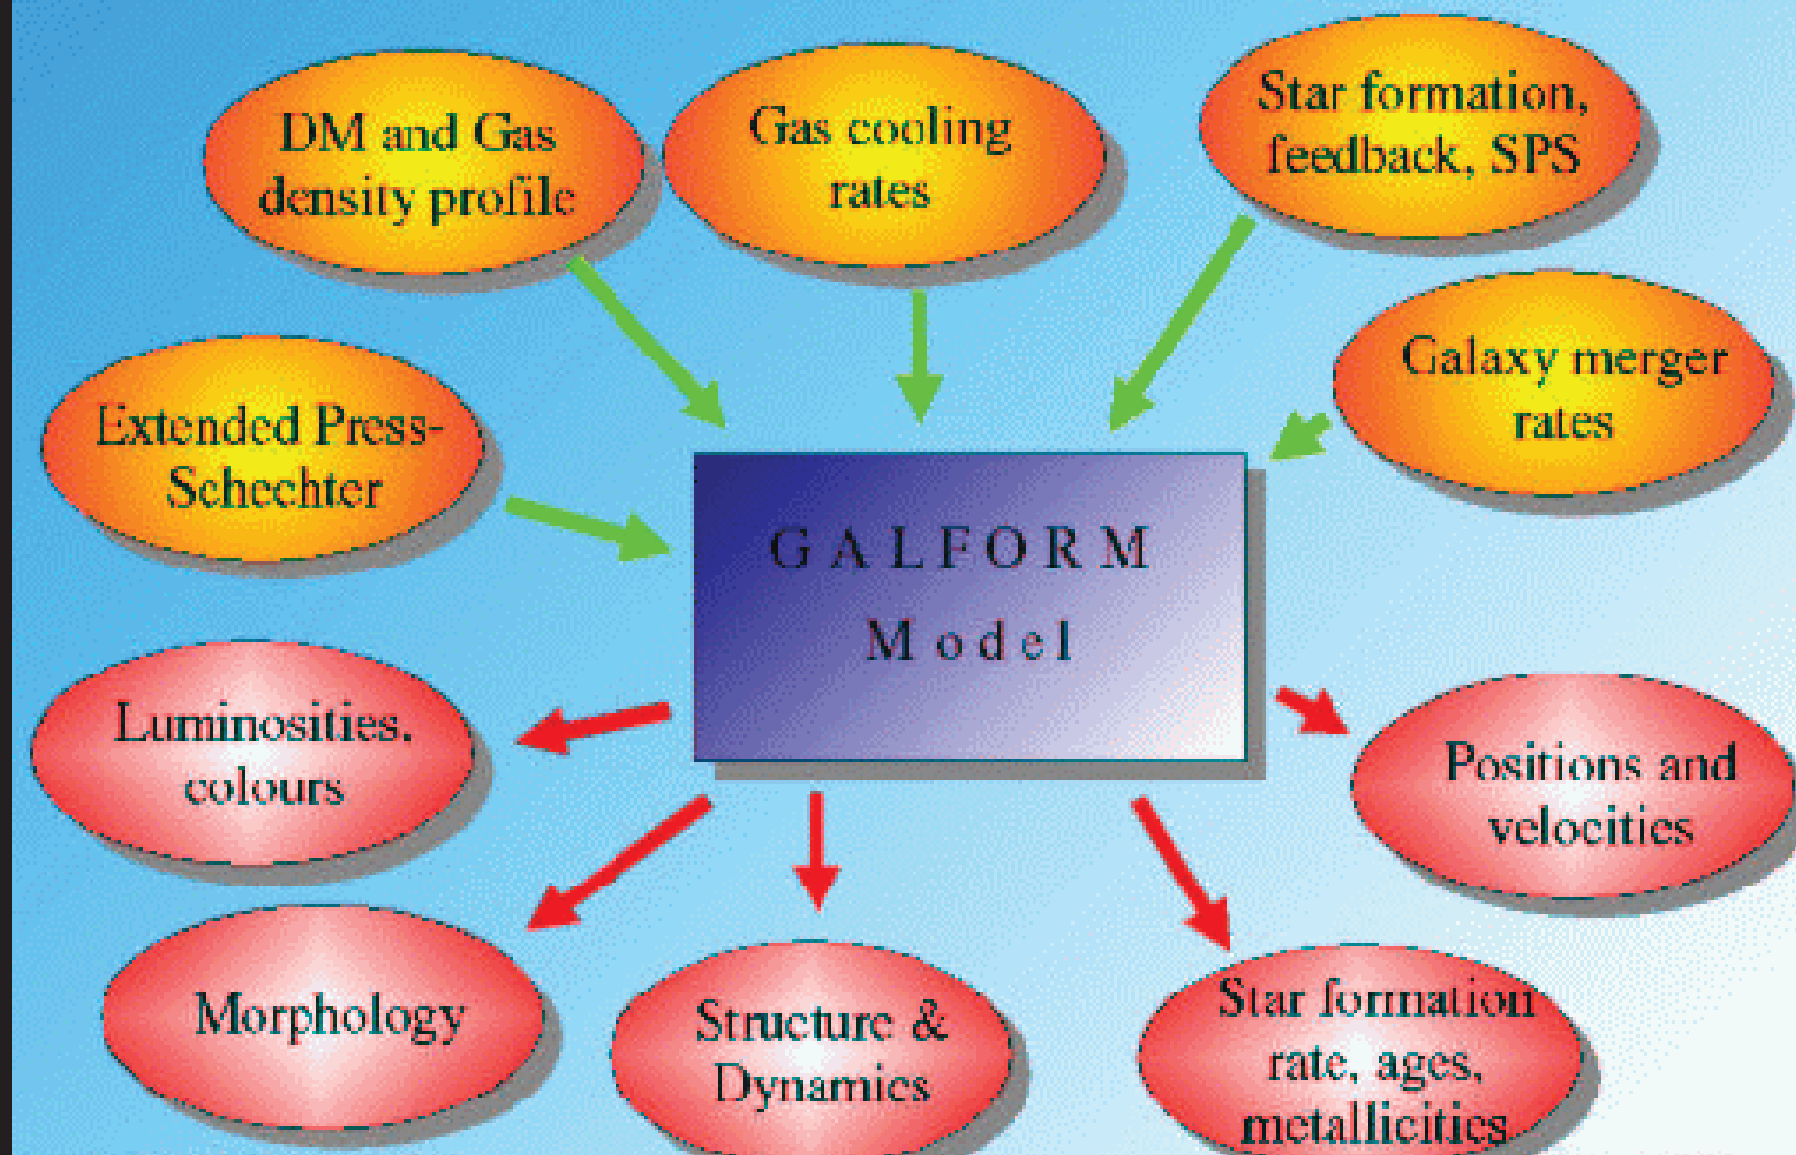 DM and Gas
density profile
Gas cooling
rates
Star formation,
feedback, SPS
Extended Press-
Schechter
Galaxy merger
rates
GALFORM
Model
Luminosities,
colours
Positions and
velocities
Morphology
Structure &
Dynamics
Star formation
rate, ages,
metallicities